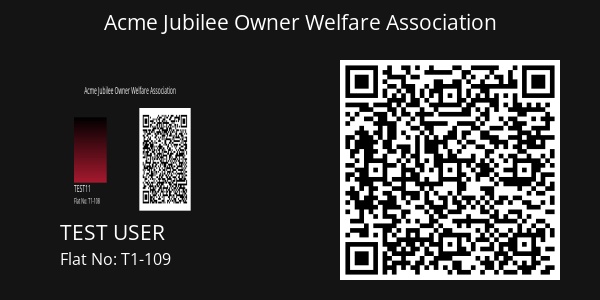 Acme Jubilee Owner Welfare Association
Acme Jubilee Owner Welfare Association
TEST11
Flat No: T1-108
TEST USER
Flat No: T1-109